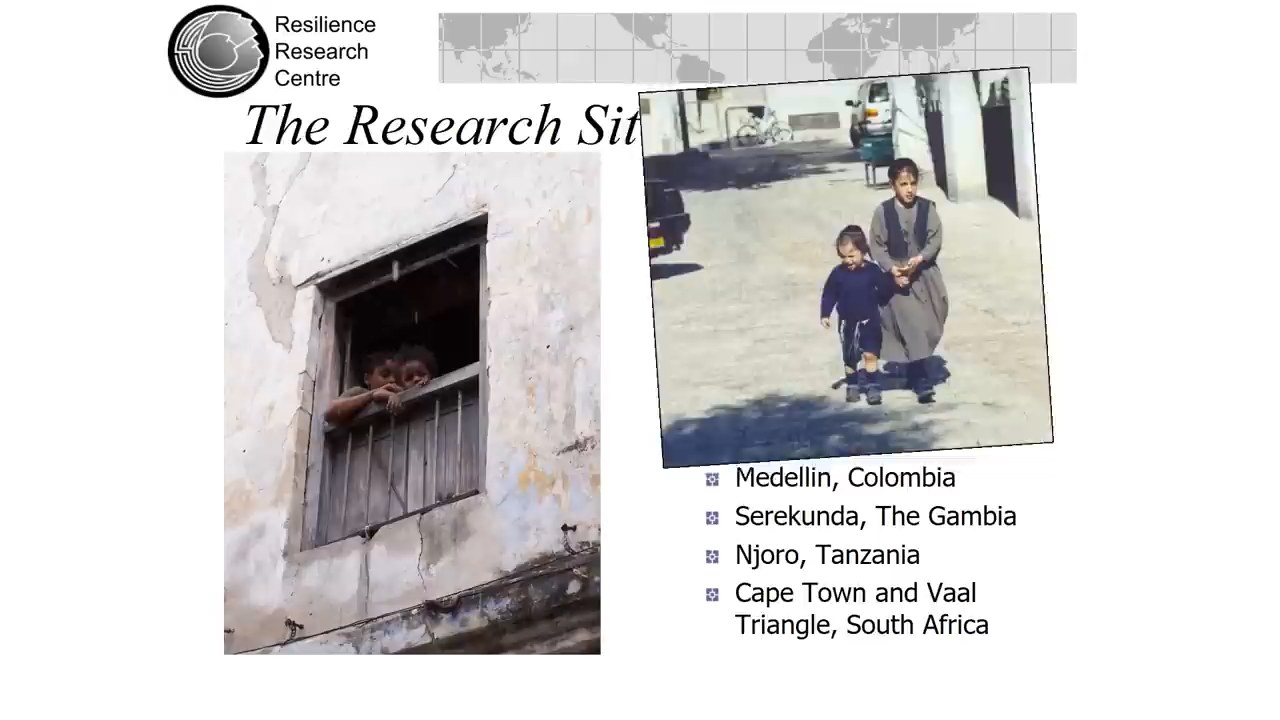 Resilience
Research
Centre
The Research Sit
Medellin, Colombia
Serekunda, The Gambia
Njoro, Tanzania
Cape Town and Vaal
Triangle, South Africa